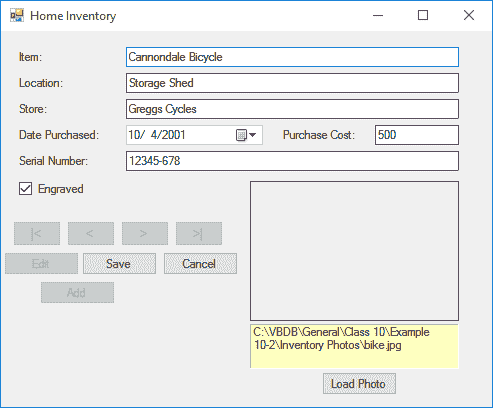 Home Inventory
Item: Cannondale Bicycle
Location: Storage Shed
Store: Greggs Cycles
Date Purchased: 10/ 4/2001 Purchase Cost: 500
Serial Number: 12345-678
Engraved
|< < > >|
Edit Save Cancel
Add
C:\VBDB\General\Class 10\Example
10-2\Inventory Photos\bike.jpg
Load Photo